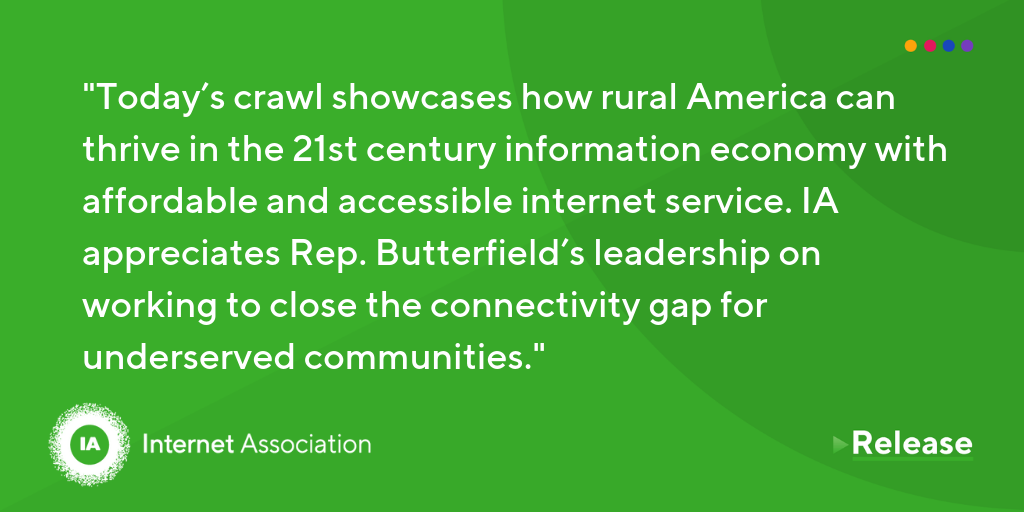 "Today’s crawl showcases how rural America can
thrive in the 21st century information economy with
affordable and accessible internet service. IA
appreciates Rep. Butterfield’s leadership on
working to close the connectivity gap for
underserved communities."
IA
Internet Association
Release